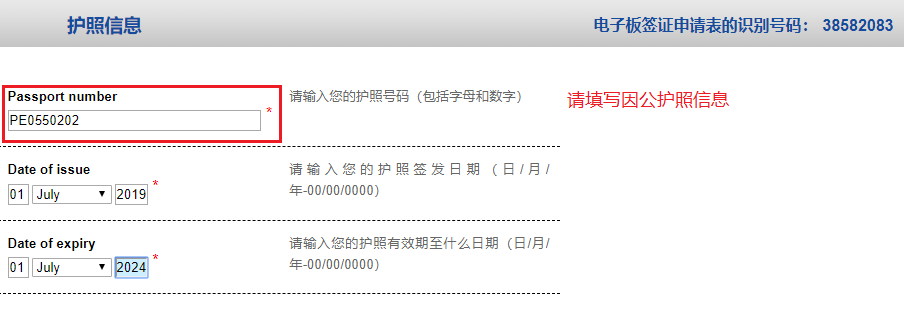 护照信息
电子板签证申请表的识别号码： 38582083
Passport number
请输入您的护照号码（包括字母和数字）
请填写因公护照信息
PE0550202 *
Date of issue
请输入您的护照签发日期（日/月/
年-00/00/0000）
01 July 2019 *
Date of expiry
请输入您的护照有效期至什么日期（日/月/
年-00/00/0000）
01 July 2024 *